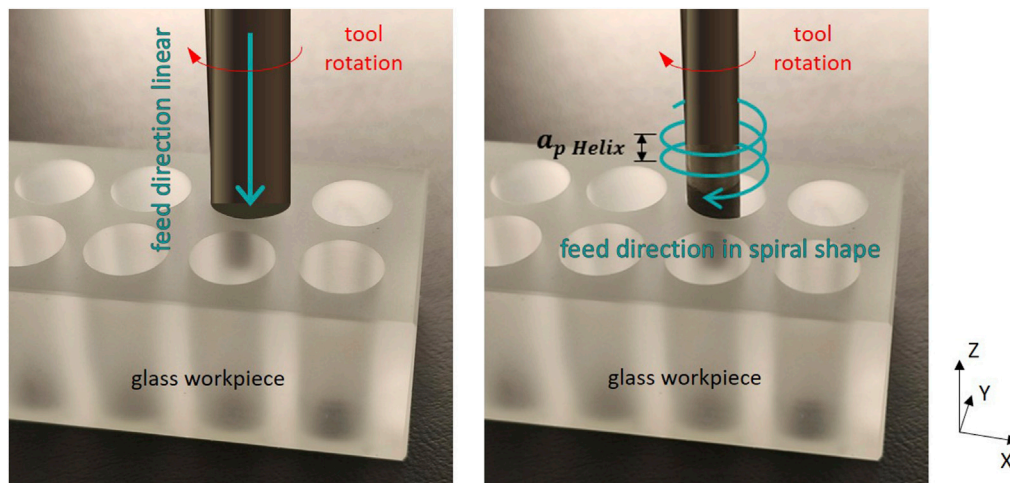 feed direction linear
tool
rotation
glass workpiece
tool
rotation
a_p Helix
feed direction in spiral shape
glass workpiece
Z
Y
X